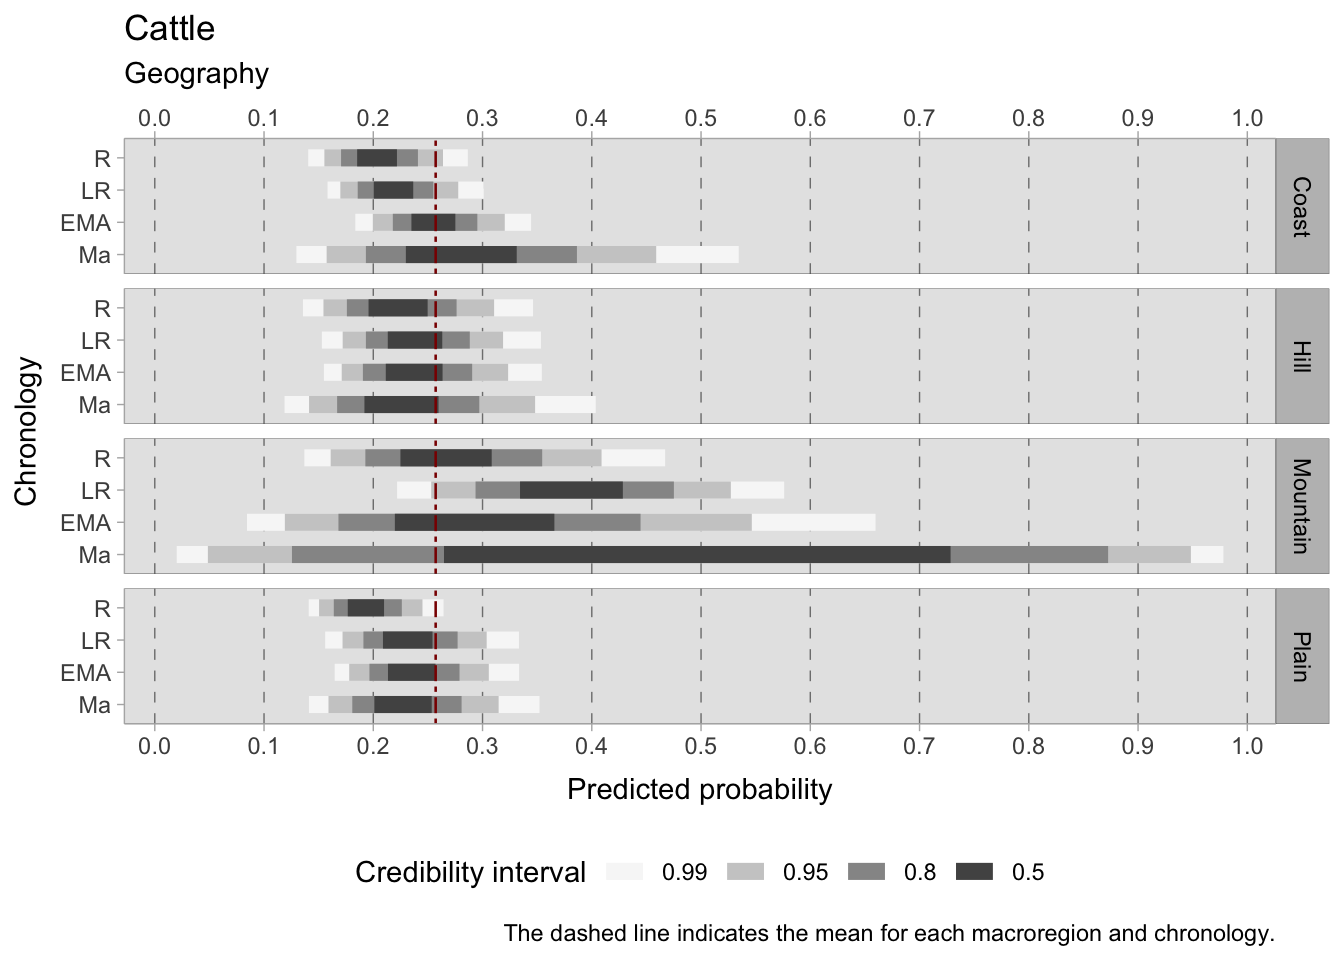 Cattle
Geography
0.0 0.1 0.2 0.3 0.4 0.5 0.6 0.7 0.8 0.9 1.0
R
LR
EMA
Ma
Coast
R
LR
EMA
Ma
Hill
R
LR
EMA
Ma
Mountain
R
LR
EMA
Ma
Plain
Chronology
0.0 0.1 0.2 0.3 0.4 0.5 0.6 0.7 0.8 0.9 1.0
Predicted probability
Credibility interval 0.99 0.95 0.8 0.5
The dashed line indicates the mean for each macroregion and chronology.